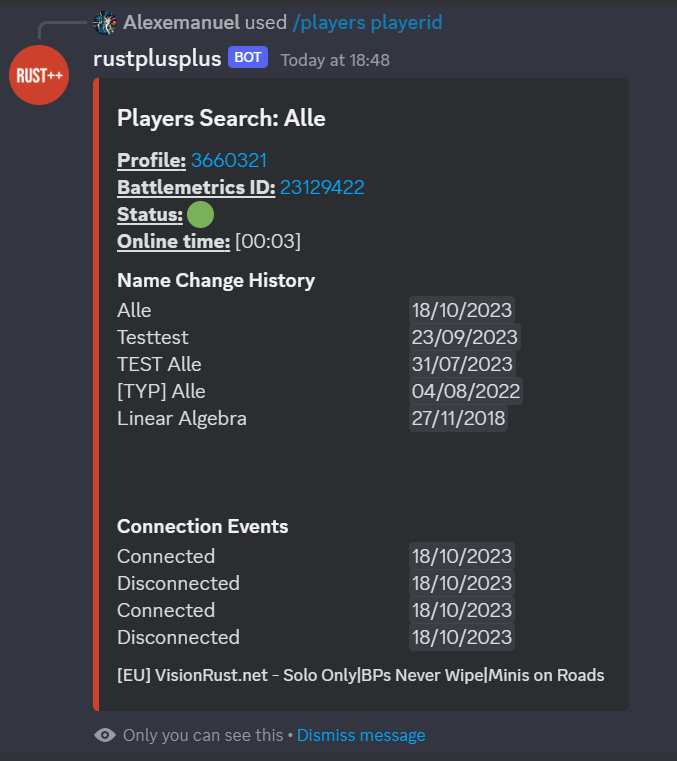 Alexemanuel used /players playerid
RUST++
rustplusplus BOT Today at 18:48
Players Search: Alle
Profile: 3660321
Battlemetrics ID: 23129422
Status:
Online time: [00:03]
Name Change History
Alle 18/10/2023
Testtest 23/09/2023
TEST Alle 31/07/2023
[TYP] Alle 04/08/2022
Linear Algebra 27/11/2018
Connection Events
Connected 18/10/2023
Disconnected 18/10/2023
Connected 18/10/2023
Disconnected 18/10/2023
[EU] VisionRust.net - Solo Only|BPs Never Wipe|Minis on Roads
Only you can see this • Dismiss message